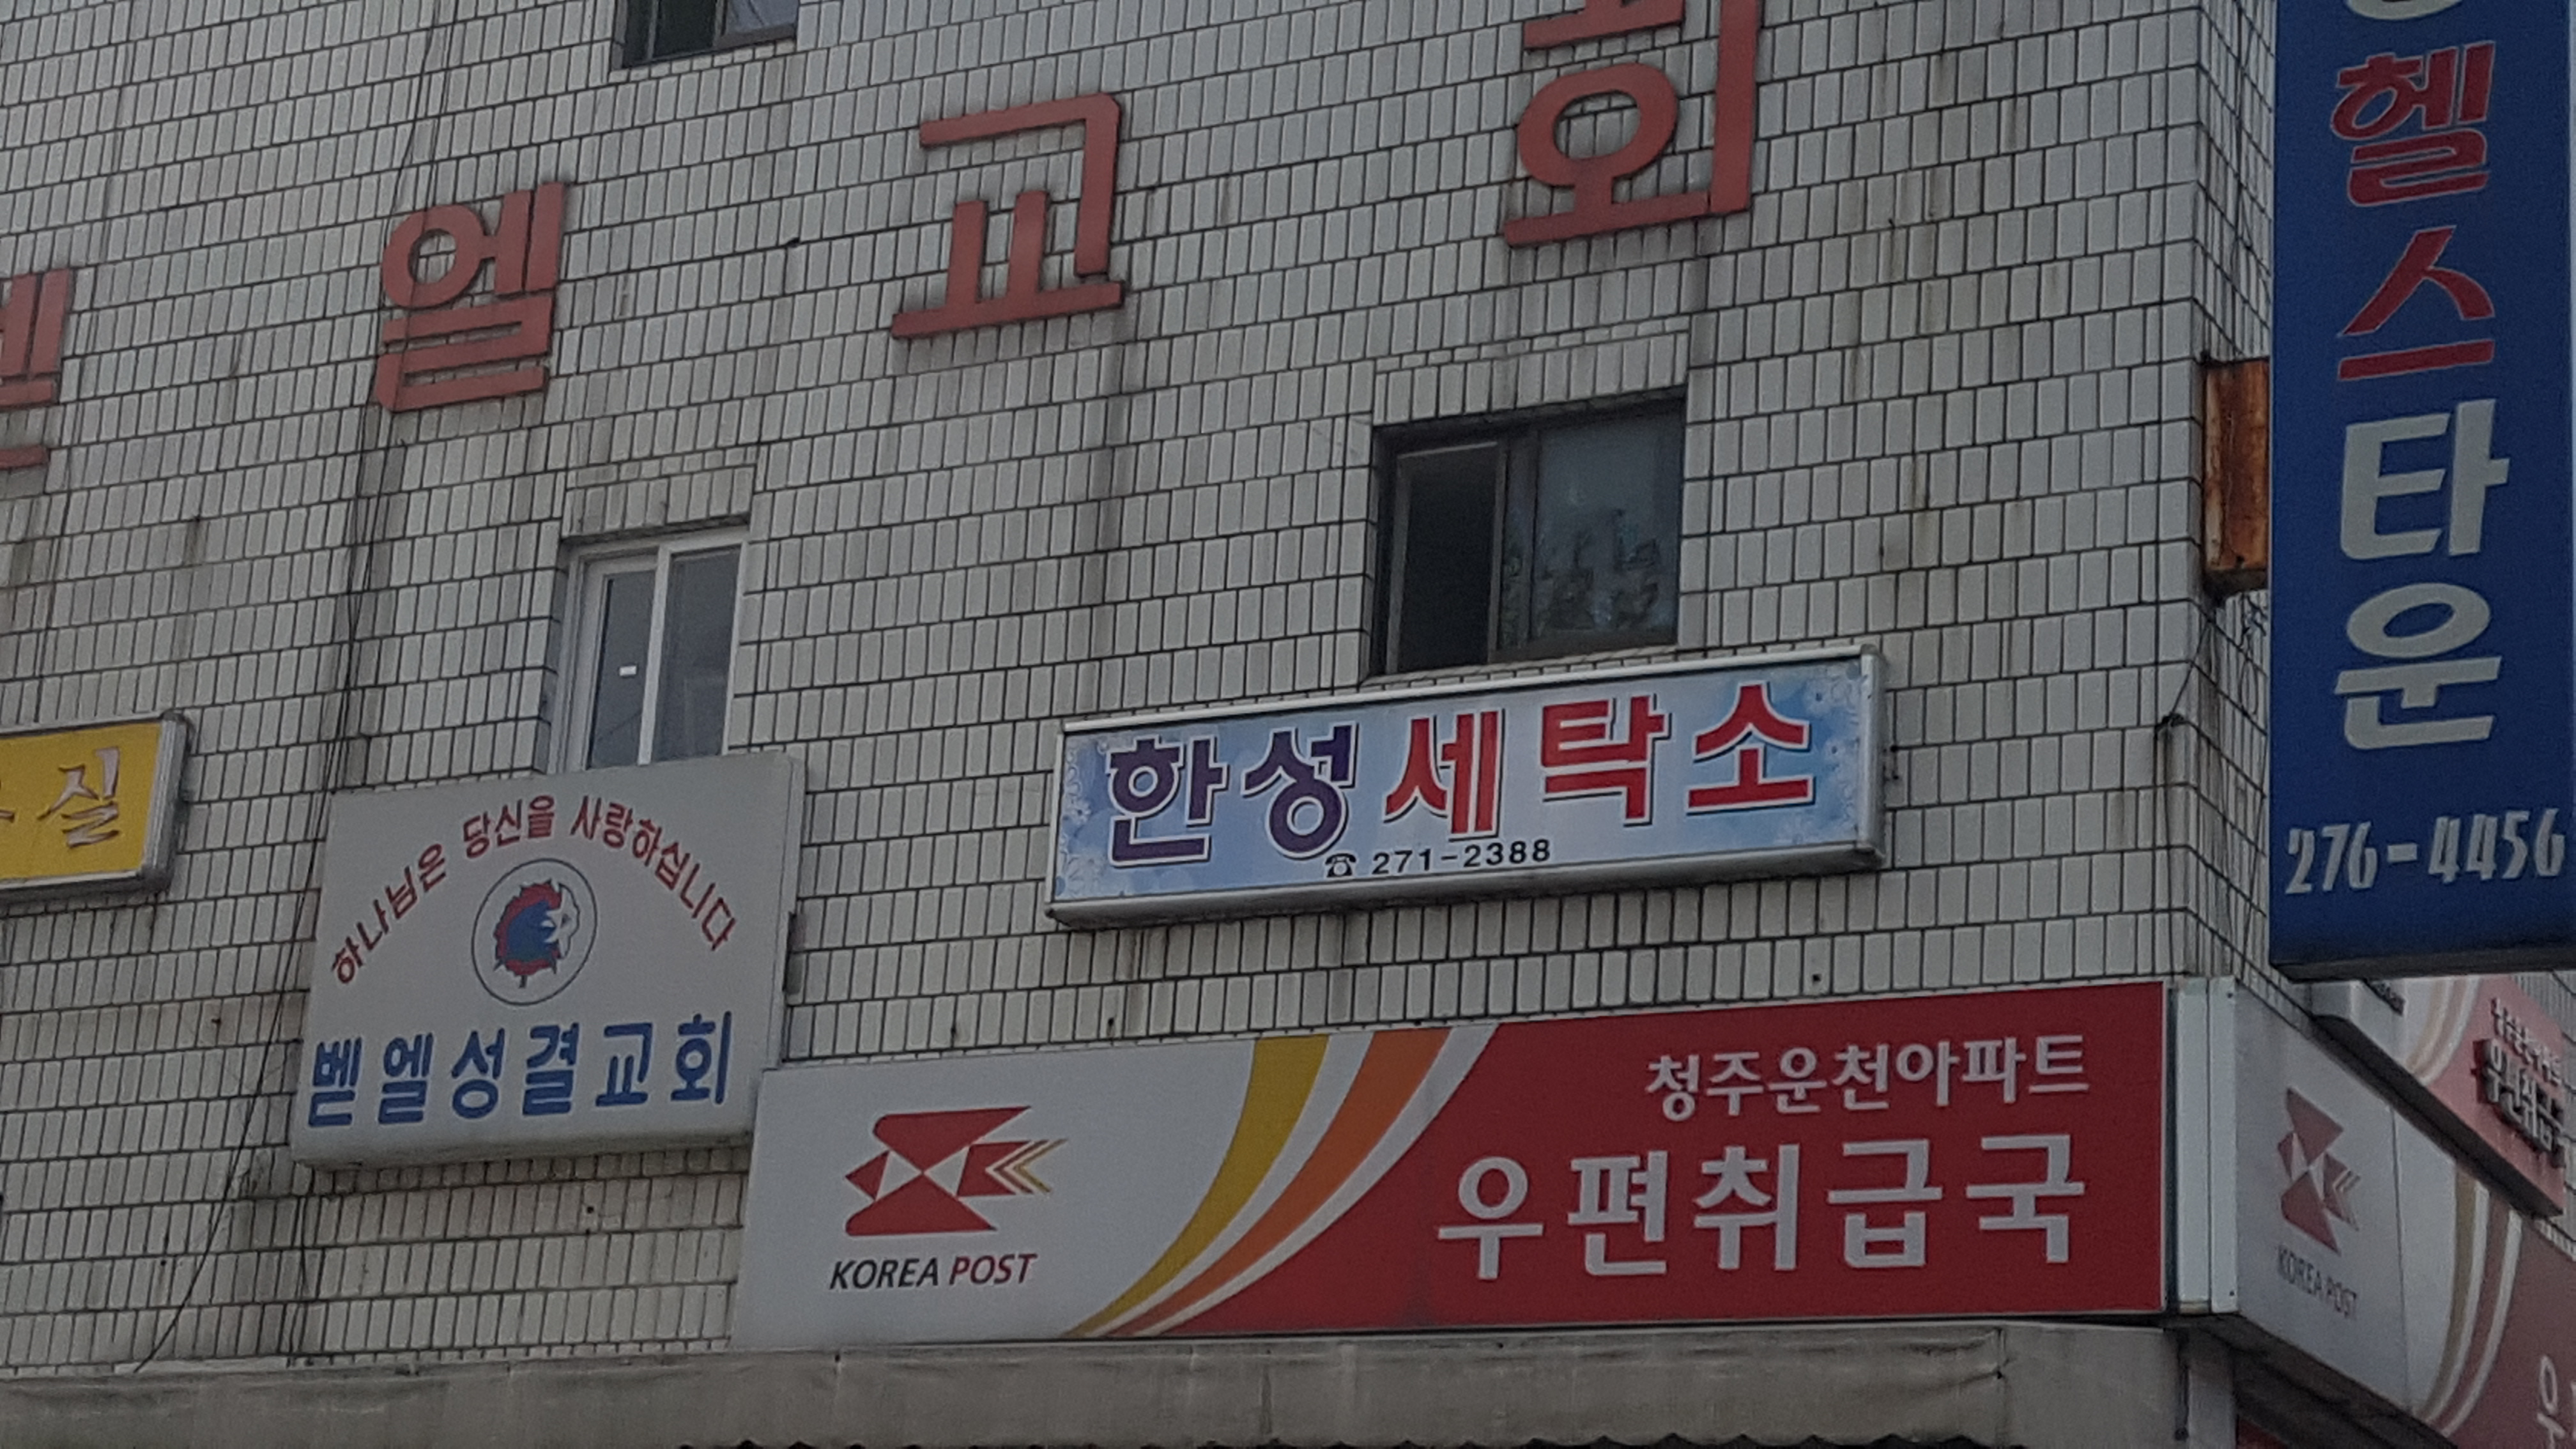 엘교회
헬스타운
276-4456
한성세탁소
☎ 271-2388
하나님은 당신을 사랑하십니다
벧엘성결교회
청주운천아파트
우편취급국
KOREA POST
KOREA POST